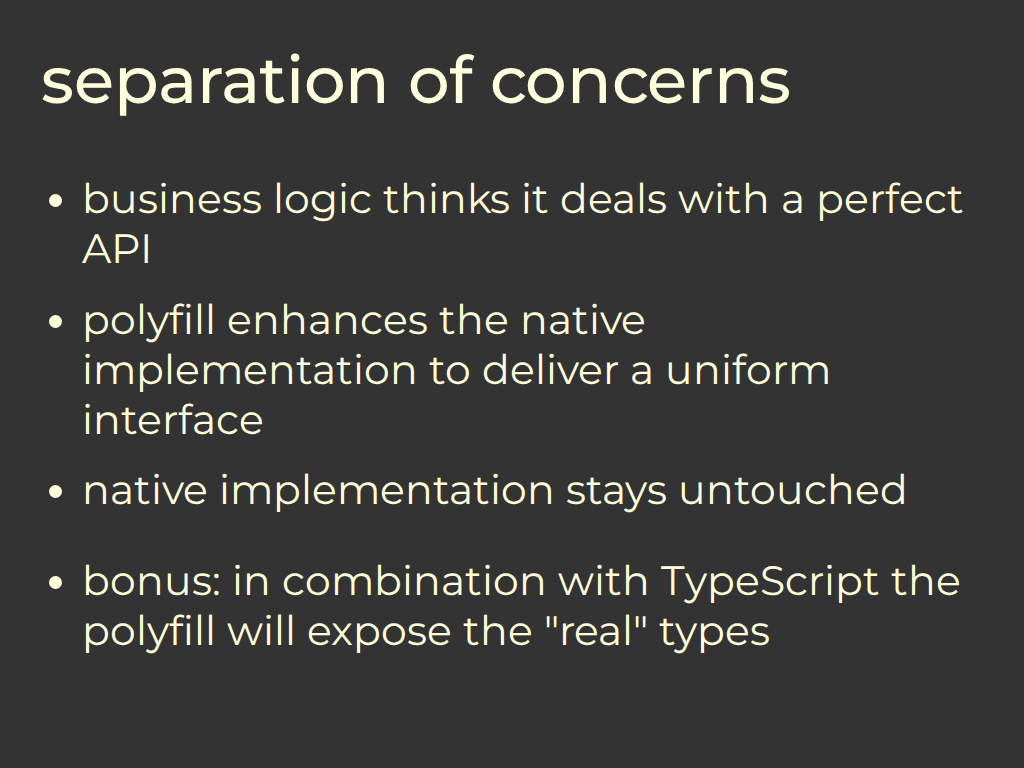 separation of concerns
• business logic thinks it deals with a perfect
API
• polyfill enhances the native
implementation to deliver a uniform
interface
• native implementation stays untouched
• bonus: in combination with TypeScript the
polyfill will expose the "real" types